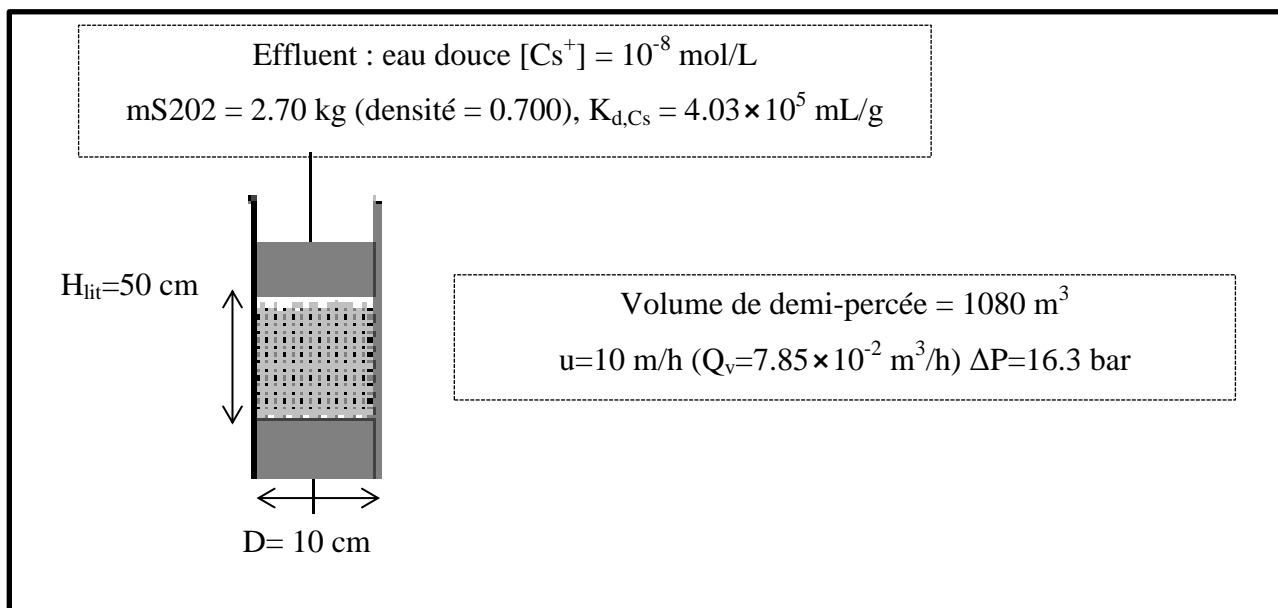 Effluent : eau douce [Cs⁺] = 10⁻⁸ mol/L
mS202 = 2.70 kg (densité = 0.700), K_d,Cs = 4.03×10⁵ mL/g
H_lit=50 cm
Volume de demi-percée = 1080 m³
u=10 m/h (Q_v=7.85×10⁻² m³/h) ΔP=16.3 bar
D= 10 cm